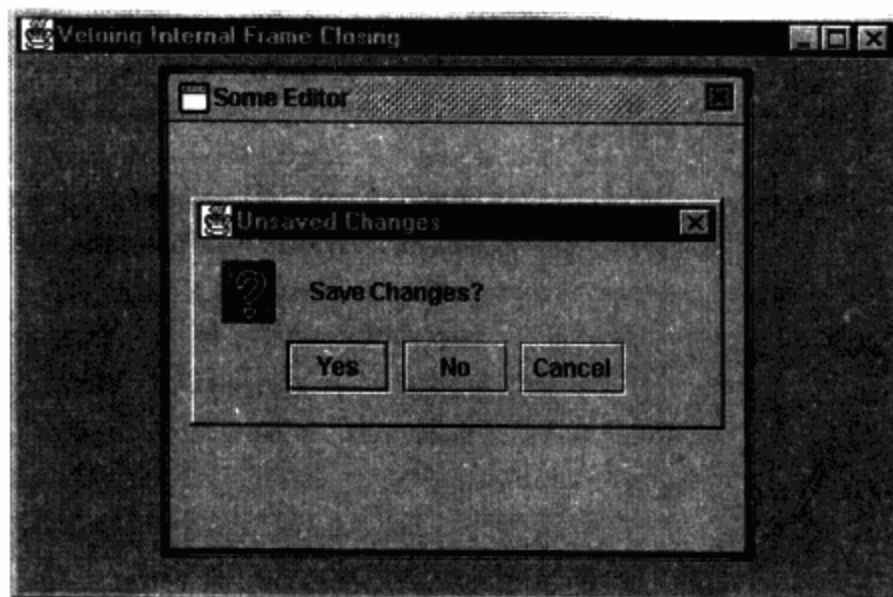 Vetoing Internal Frame Closing
Some Editor
Unsaved Changes
Save Changes?
Yes No Cancel